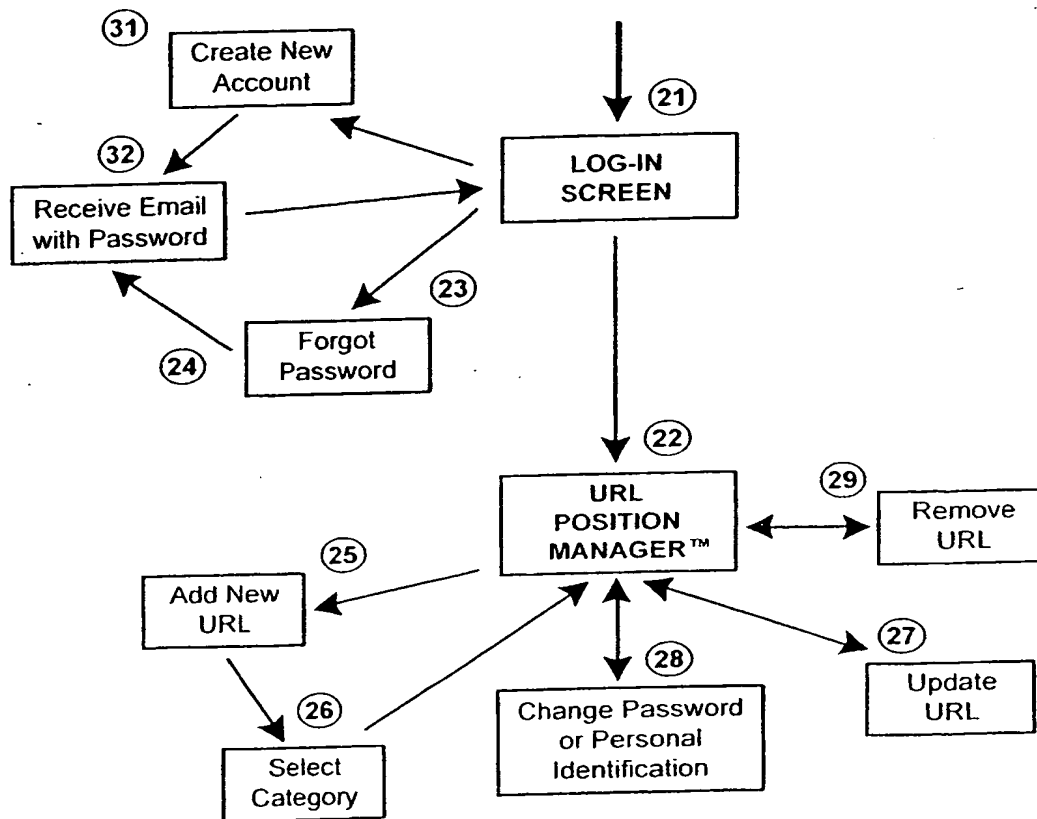 31
Create New
Account
21
LOG-IN
SCREEN
32
Receive Email
with Password
23
Forgot
Password
24
22
URL
POSITION
MANAGER™
29
Remove
URL
25
Add New
URL
27
Update
URL
28
Change Password
or Personal
Identification
26
Select
Category